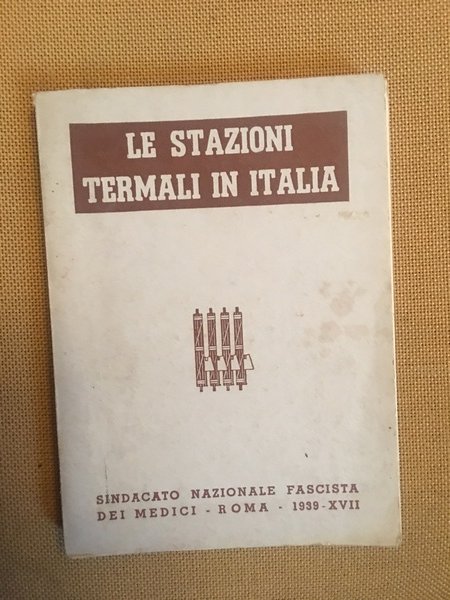 LE STAZIONI
TERMALI IN ITALIA
SINDACATO NAZIONALE FASCISTA
DEI MEDICI - ROMA - 1939-XVII